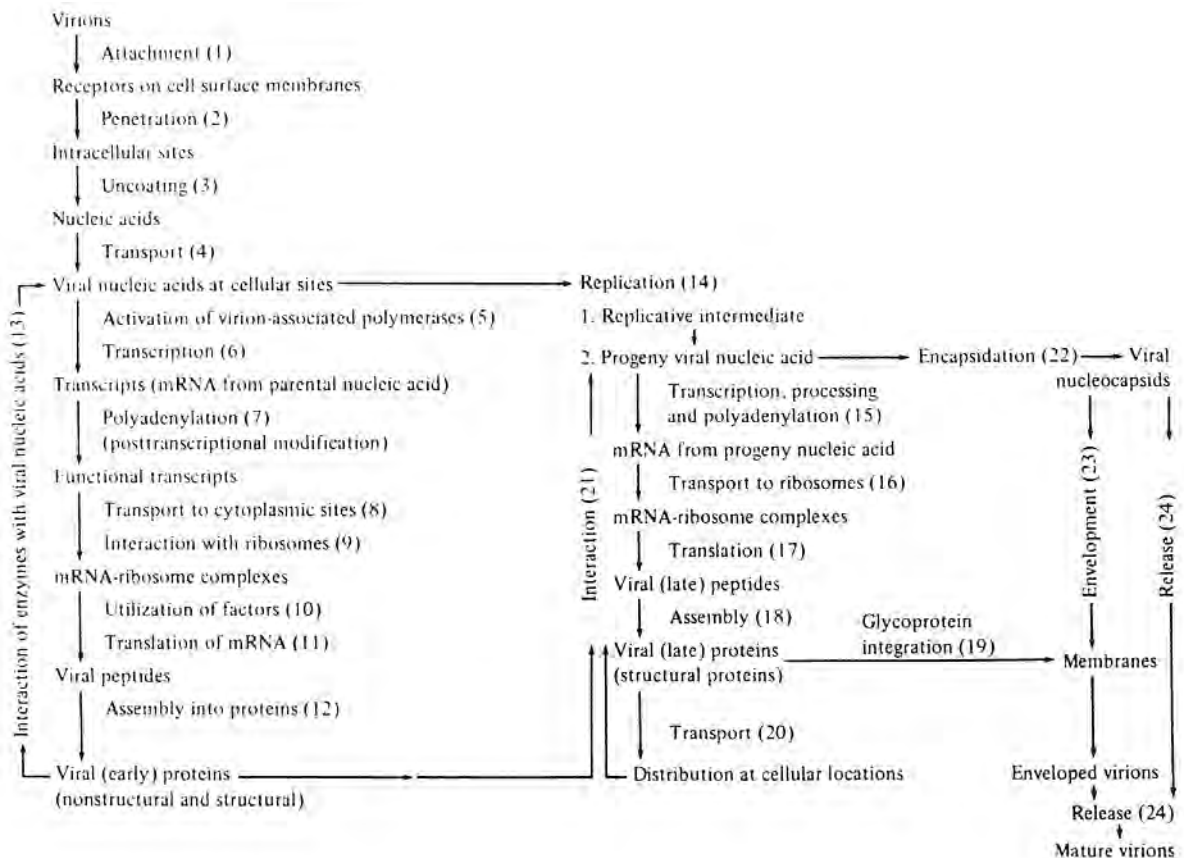 Virions
Attachment (1)
Receptors on cell surface membranes
Penetration (2)
Intracellular sites
Uncoating (3)
Nucleic acids
Transport (4)
Viral nucleic acids at cellular sites
Activation of virion-associated polymerases (5)
Transcription (6)
Transcripts (mRNA from parental nucleic acid)
Polyadenylation (7)
(posttranscriptional modification)
Functional transcripts
Transport to cytoplasmic sites (8)
Interaction with ribosomes (9)
mRNA-ribosome complexes
Utilization of factors (10)
Translation of mRNA (11)
Viral peptides
Assembly into proteins (12)
Viral (early) proteins
(nonstructural and structural)
Interaction of enzymes with viral nucleic acids (13)
Replication (14)
1. Replicative intermediate
2. Progeny viral nucleic acid
Transcription, processing
and polyadenylation (15)
mRNA from progeny nucleic acid
Transport to ribosomes (16)
mRNA-ribosome complexes
Translation (17)
Viral (late) peptides
Assembly (18)
Viral (late) proteins
(structural proteins)
Transport (20)
Distribution at cellular locations
Interaction (21)
Glycoprotein
integration (19)
Encapsidation (22)
Viral
nucleocapsids
Envelopment (23)
Release (24)
Membranes
Enveloped virions
Release (24)
Mature virions